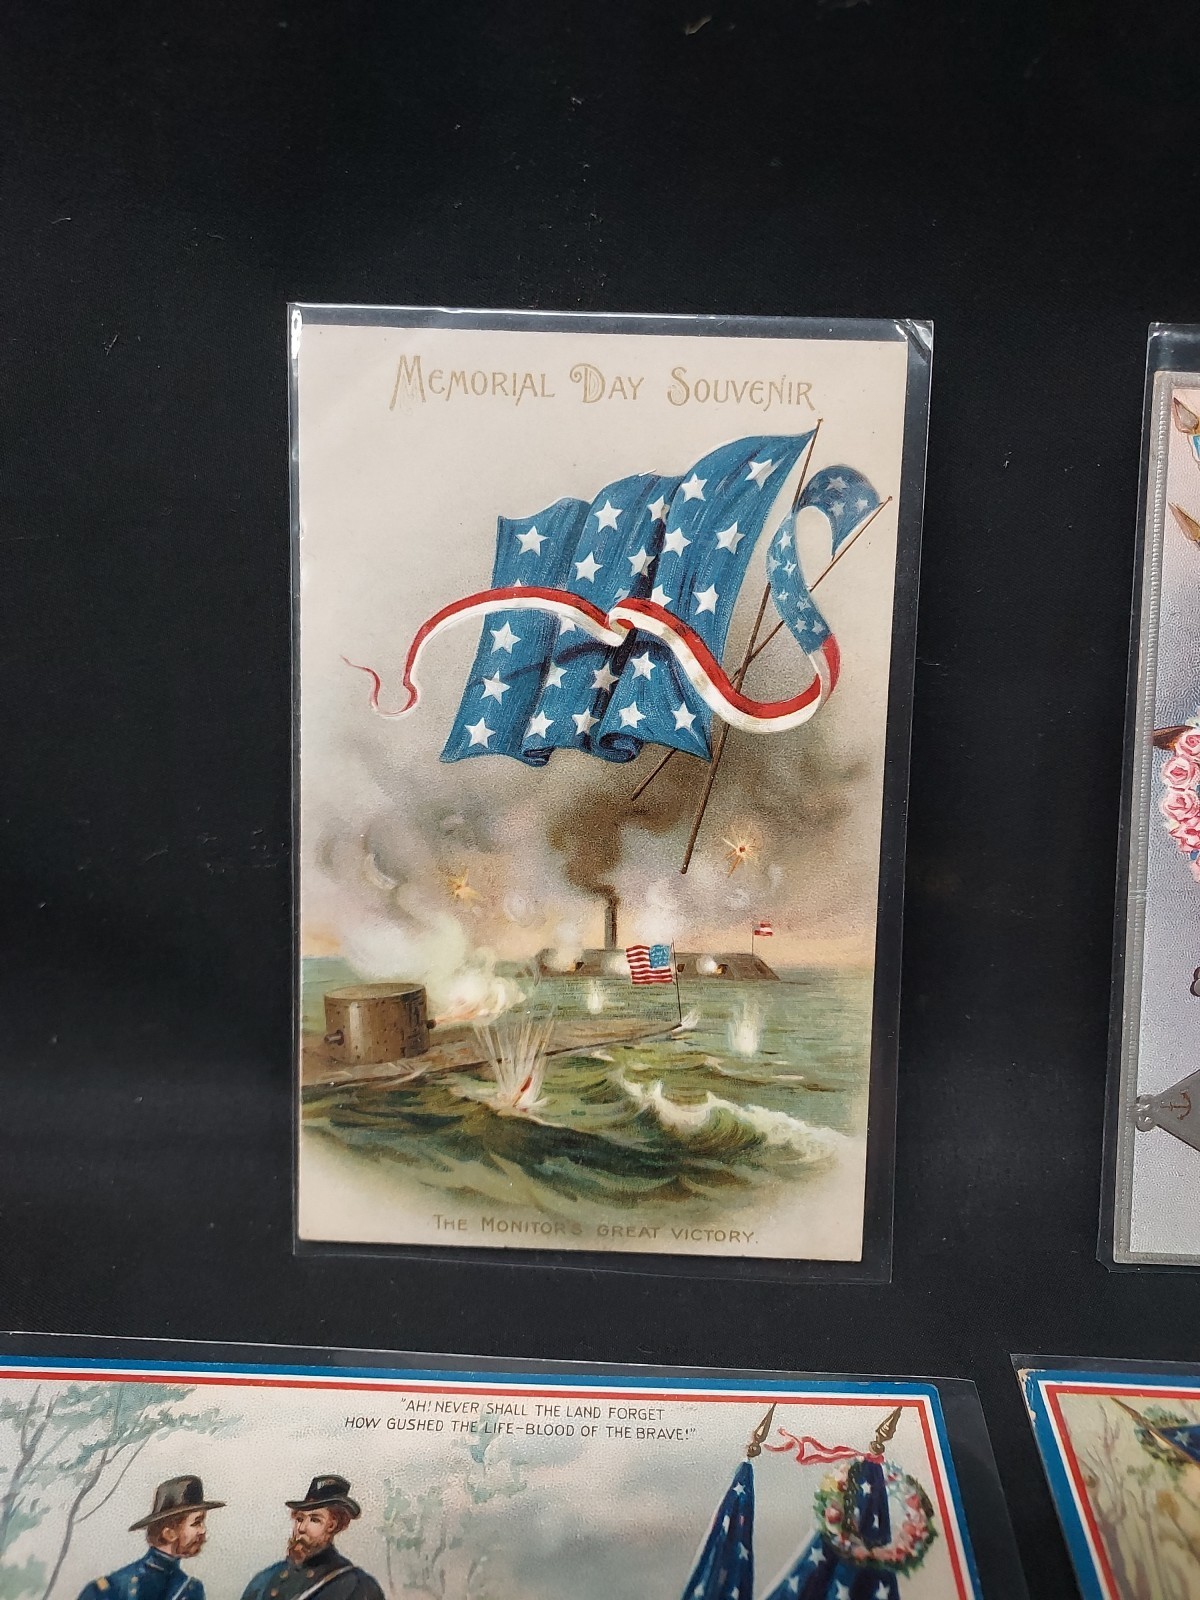 MEMORIAL DAY SOUVENIR
THE MONITOR'S GREAT VICTORY.
"AH! NEVER SHALL THE LAND FORGET
HOW GUSHED THE LIFE-BLOOD OF THE BRAVE!"